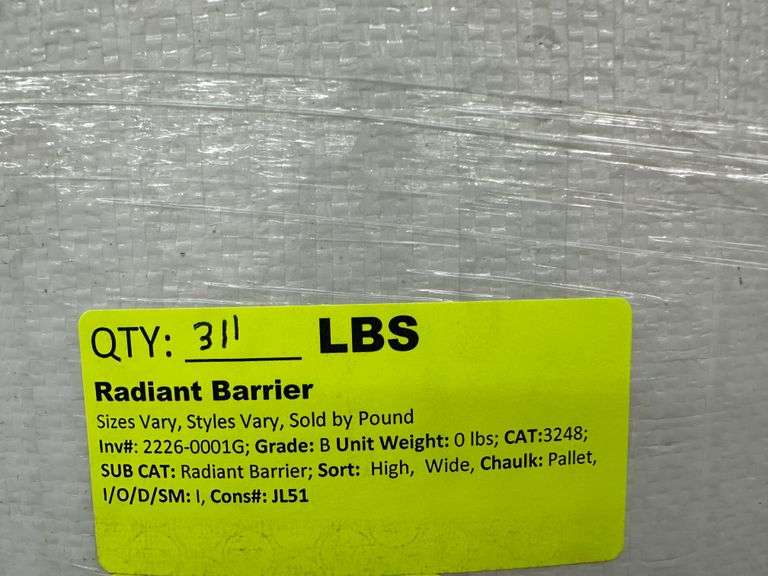 QTY: 311 LBS
Radiant Barrier
Sizes Vary, Styles Vary, Sold by Pound
Inv#: 2226-0001G; Grade: B Unit Weight: 0 lbs; CAT:3248;
SUB CAT: Radiant Barrier; Sort: High, Wide, Chaulk: Pallet,
I/O/D/SM: I, Cons#: JL51